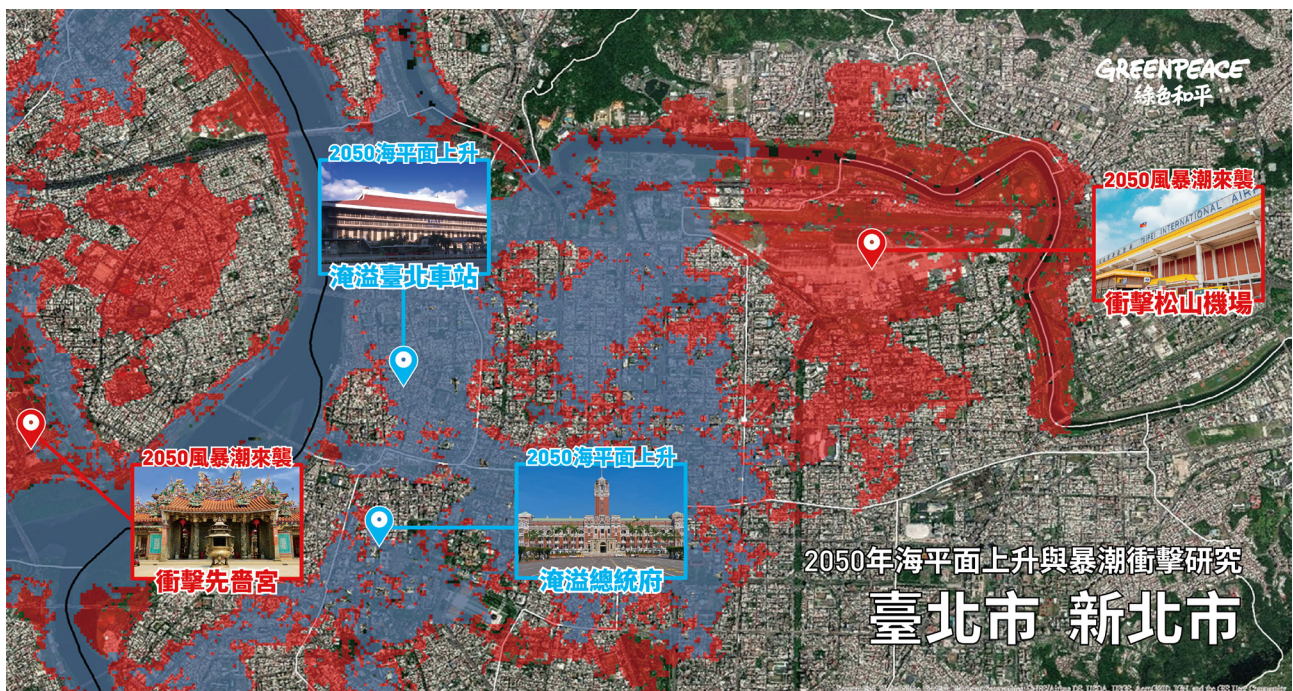 GREENPEACE
綠色和平
2050海平面上升
淹溢臺北車站
2050風暴潮來襲
TAIPEI INTERNATIONAL AIRP
衝擊松山機場
2050風暴潮來襲
衝擊先嗇宮
2050海平面上升
淹溢總統府
2050年海平面上升與暴潮衝擊研究
臺北市 新北市